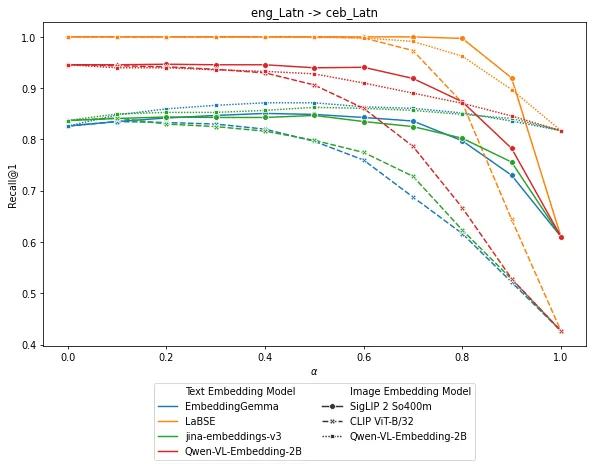 eng_Latn -> ceb_Latn
Recall@1
1.0
0.9
0.8
0.7
0.6
0.5
0.4
0.0 0.2 0.4 0.6 0.8 1.0
α
Text Embedding Model Image Embedding Model
EmbeddingGemma SigLIP 2 So400m
LaBSE CLIP ViT-B/32
jina-embeddings-v3 Qwen-VL-Embedding-2B
Qwen-VL-Embedding-2B